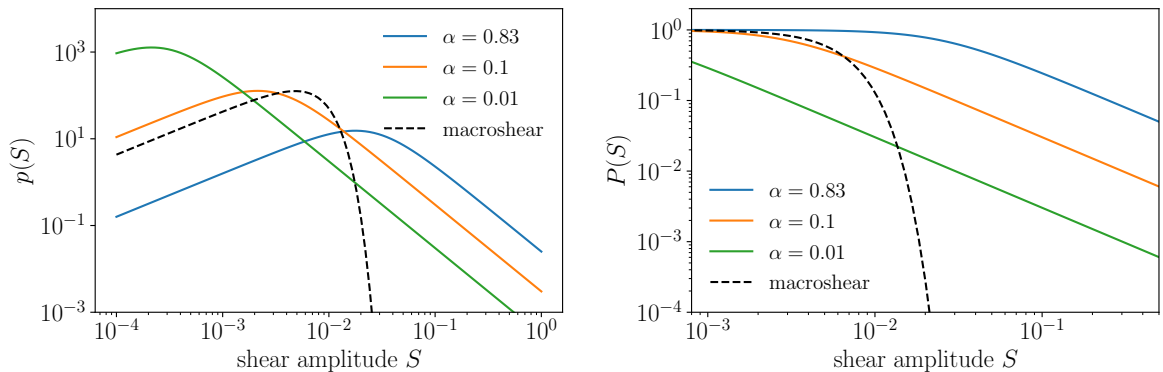 10^3
10^1
10^{-1}
10^{-3}
p(S)
α = 0.83
α = 0.1
α = 0.01
macroshear
10^{-4} 10^{-3} 10^{-2} 10^{-1} 10^0
shear amplitude S
10^0
10^{-1}
10^{-2}
10^{-3}
10^{-4}
P(S)
α = 0.83
α = 0.1
α = 0.01
macroshear
10^{-3} 10^{-2} 10^{-1}
shear amplitude S